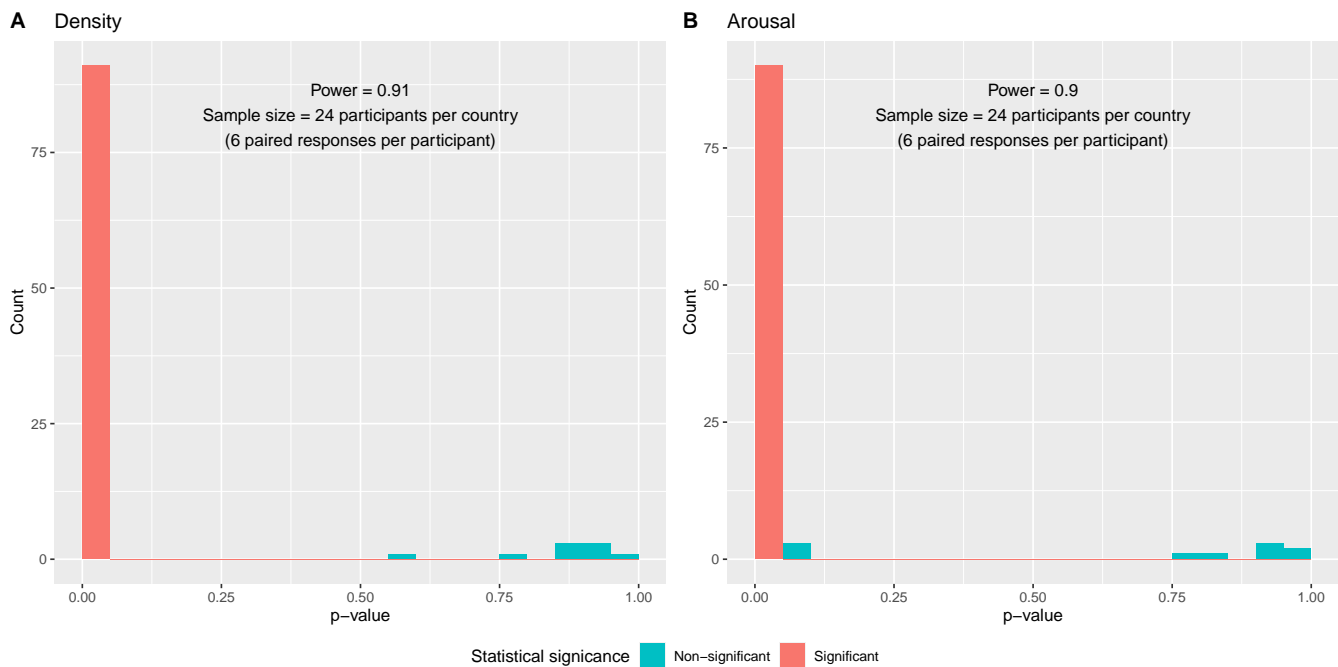 A Density
Power = 0.91
Sample size = 24 participants per country
(6 paired responses per participant)
Count
75
50
25
0
0.00 0.25 0.50 0.75 1.00
p−value
B Arousal
Power = 0.9
Sample size = 24 participants per country
(6 paired responses per participant)
Count
75
50
25
0
0.00 0.25 0.50 0.75 1.00
p−value
Statistical signicance Non−significant Significant